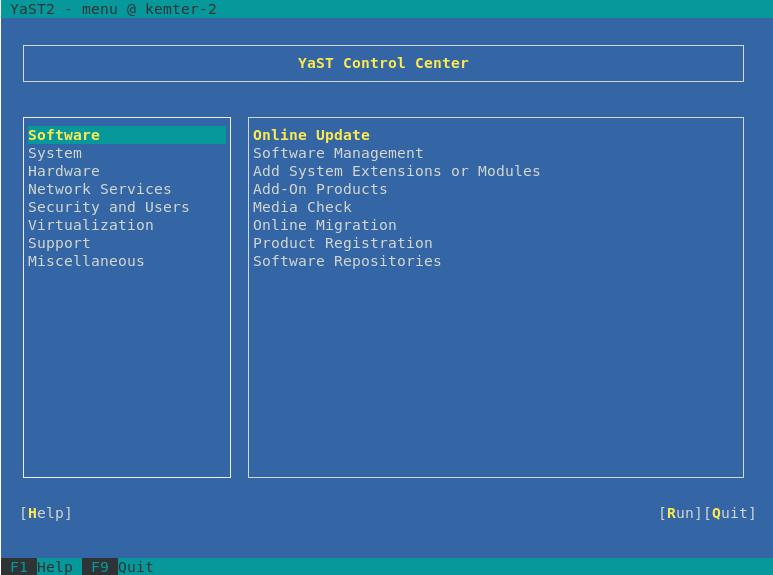 YaST2 - menu @ kemter-2
YaST Control Center
Software
System
Hardware
Network Services
Security and Users
Virtualization
Support
Miscellaneous
Online Update
Software Management
Add System Extensions or Modules
Add-On Products
Media Check
Online Migration
Product Registration
Software Repositories
[Help]
[Run][Quit]
F1 Help F9 Quit